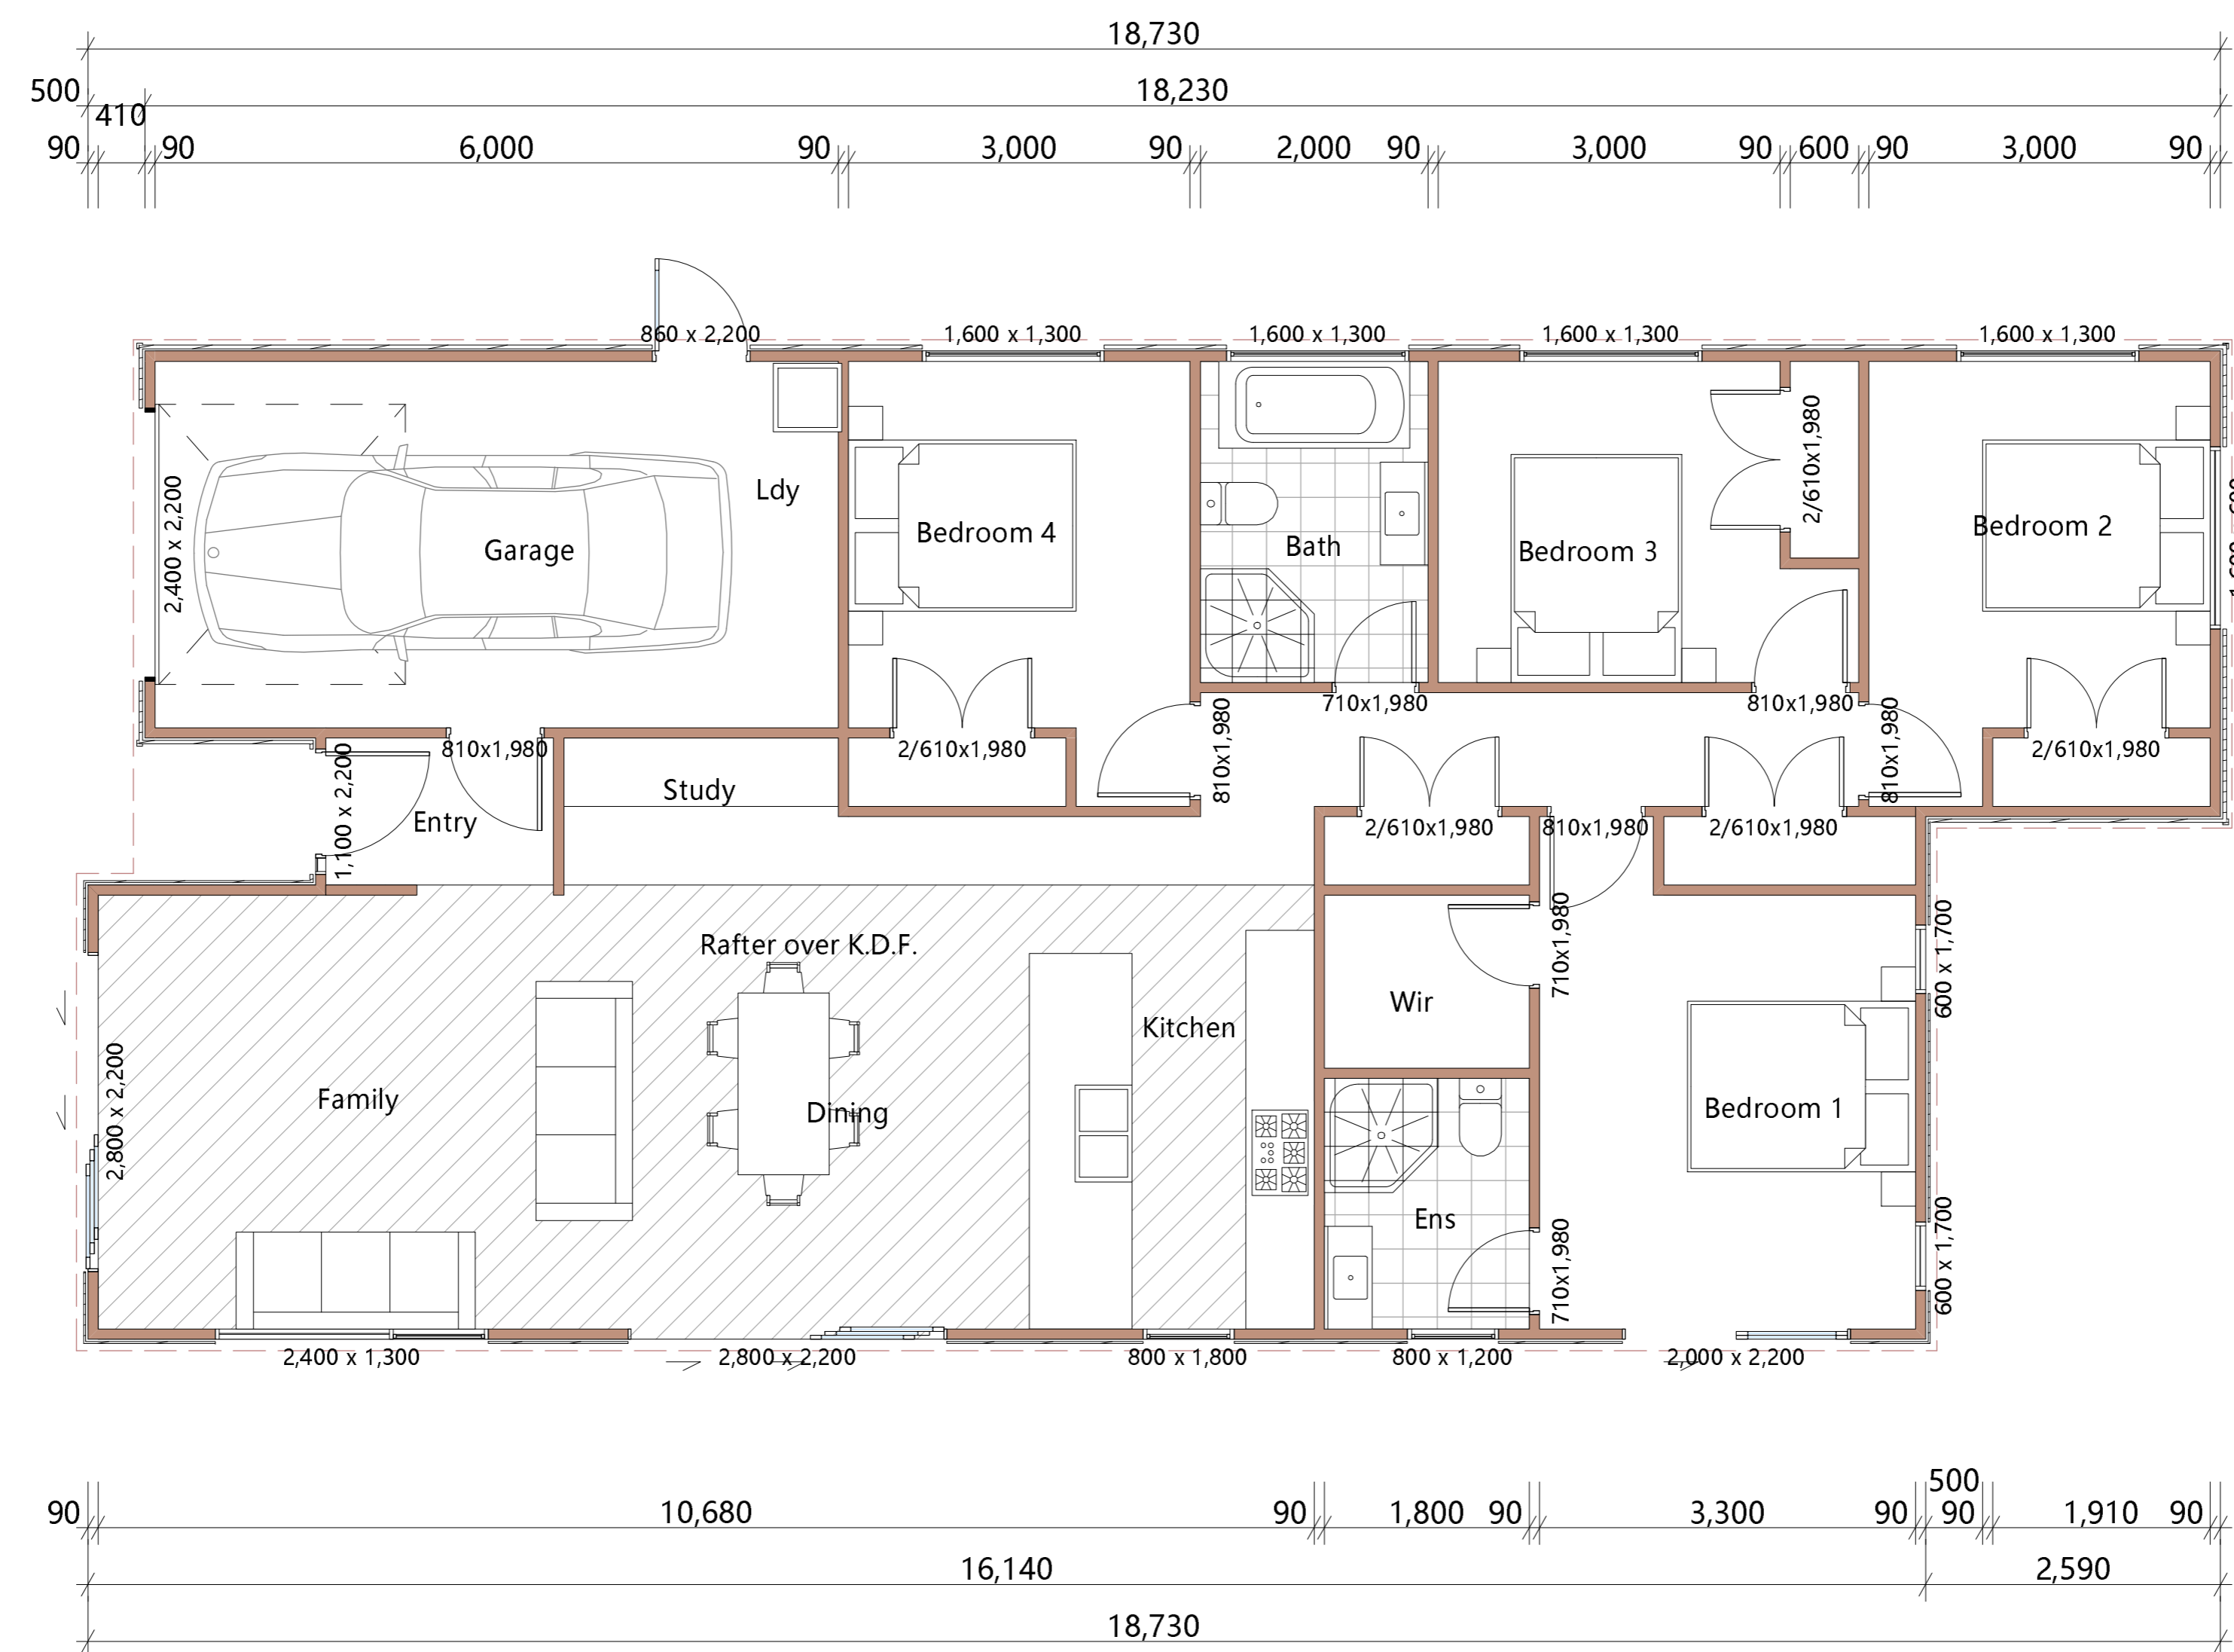 18,730
500
18,230
410
90
90
6,000
90
3,000
90
2,000
90
3,000
90
600
90
3,000
90
860 x 2,200
1,600 x 1,300
1,600 x 1,300
1,600 x 1,300
1,600 x 1,300
2,400 x 2,200
Garage
Ldy
Bedroom 4
Bath
Bedroom 3
2/610x1,980
Bedroom 2
810x1,980
2/610x1,980
810x1,980
710x1,980
810x1,980
810x1,980
2/610x1,980
1,100 x 2,200
Entry
Study
2/610x1,980
810x1,980
2/610x1,980
Rafter over K.D.F.
710x1,980
600 x 1,700
Wir
Kitchen
Family
Dining
2,800 x 2,200
Bedroom 1
Ens
710x1,980
600 x 1,700
2,400 x 1,300
2,800 x 2,200
800 x 1,800
800 x 1,200
2,000 x 2,200
90
10,680
90
1,800
90
3,300
90
500
90
1,910
90
16,140
2,590
18,730